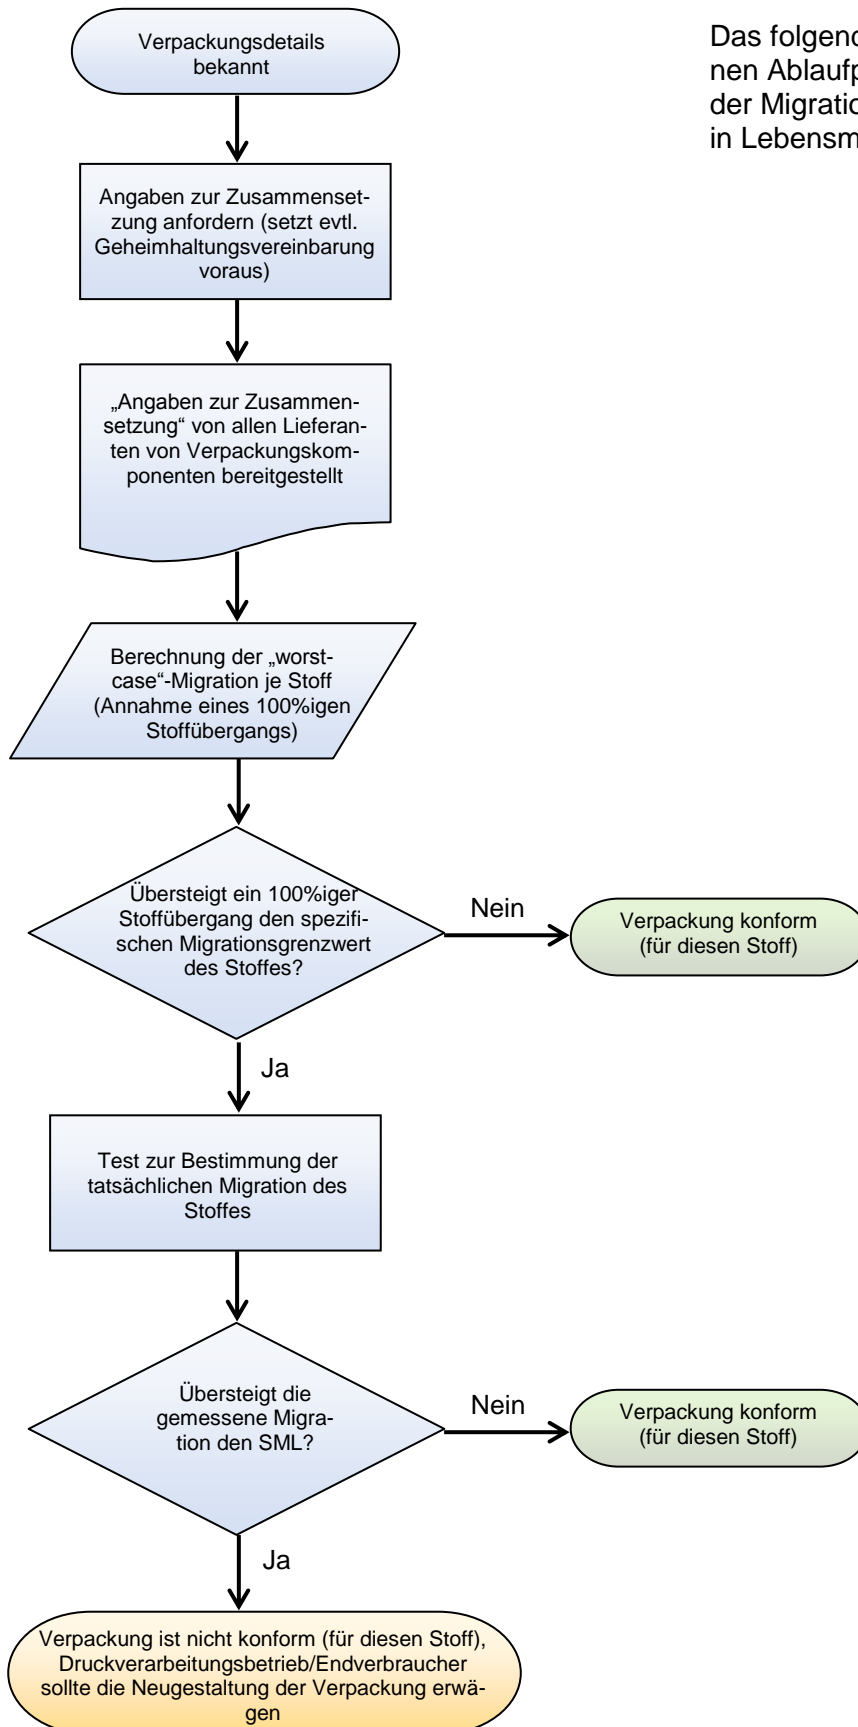 Verpackungsdetails
bekannt
Das folgend
nen Ablaufp
der Migratio
in Lebensm
Angaben zur Zusammenset-
zung anfordern (setzt evtl.
Geheimhaltungsvereinbarung
voraus)
„Angaben zur Zusammen-
setzung“ von allen Lieferan-
ten von Verpackungskom-
ponenten bereitgestellt
Berechnung der „worst-
case“-Migration je Stoff
(Annahme eines 100%igen
Stoffübergangs)
Übersteigt ein 100%iger
Stoffübergang den spezifi-
schen Migrationsgrenzwert
des Stoffes?
Nein
Verpackung konform
(für diesen Stoff)
Ja
Test zur Bestimmung der
tatsächlichen Migration des
Stoffes
Übersteigt die
gemessene Migra-
tion den SML?
Nein
Verpackung konform
(für diesen Stoff)
Ja
Verpackung ist nicht konform (für diesen Stoff),
Druckverarbeitungsbetrieb/Endverbraucher
sollte die Neugestaltung der Verpackung erwä-
gen